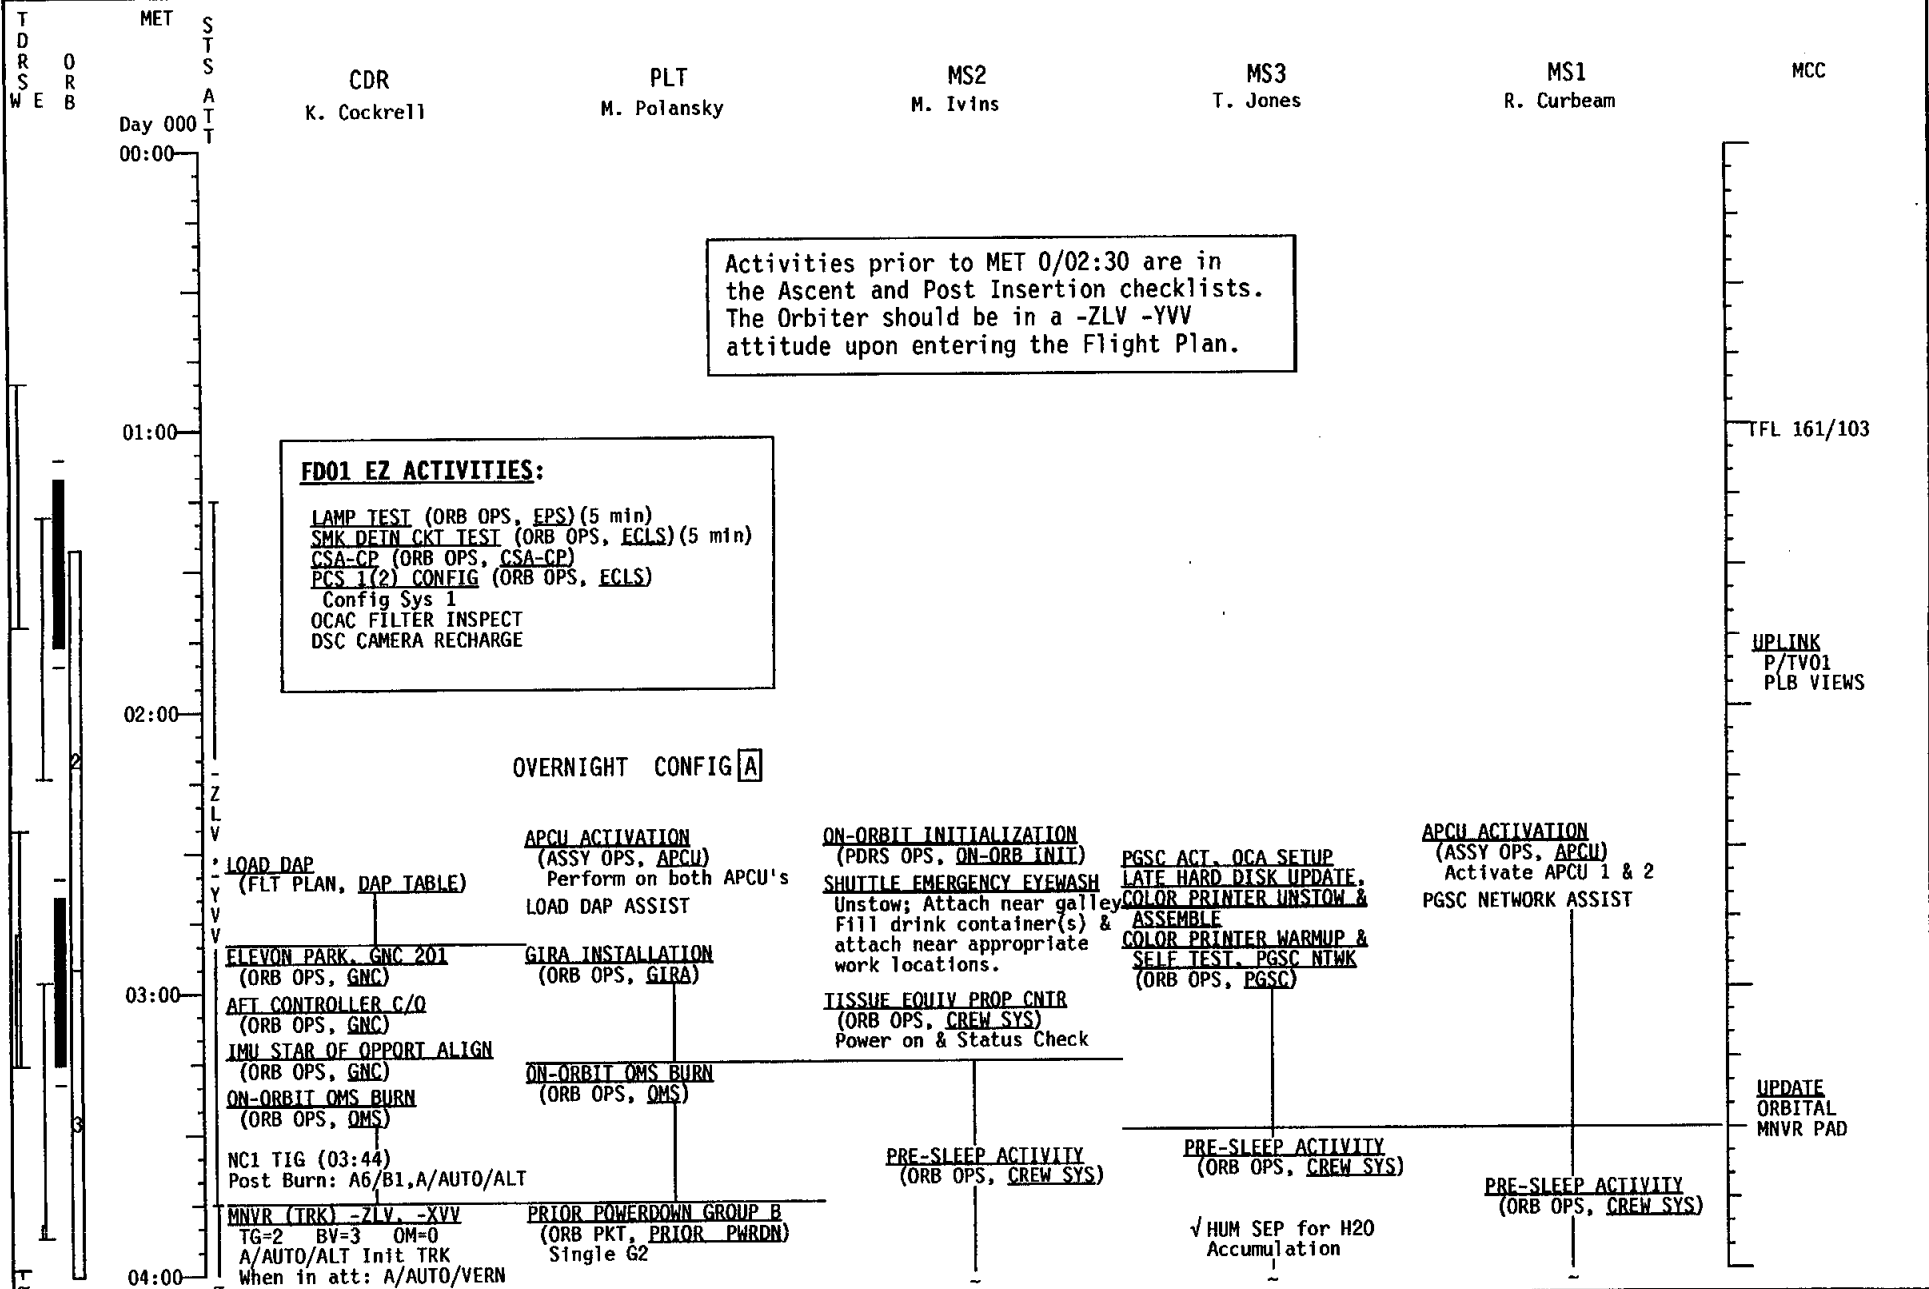 TDRS
W E
ORB
MET
STS ATT
CDR
K. Cockrell
PLT
M. Polansky
MS2
M. Ivins
MS3
T. Jones
MS1
R. Curbeam
MCC
Day 000
00:00
Activities prior to MET 0/02:30 are in
the Ascent and Post Insertion checklists.
The Orbiter should be in a -ZLV -YVV
attitude upon entering the Flight Plan.
01:00
TFL 161/103
FD01 EZ ACTIVITIES:
LAMP TEST (ORB OPS, EPS)(5 min)
SMK DETN CKT TEST (ORB OPS, ECLS)(5 min)
CSA-CP (ORB OPS, CSA-CP)
PCS 1(2) CONFIG (ORB OPS, ECLS)
Config Sys 1
OCAC FILTER INSPECT
DSC CAMERA RECHARGE
UPLINK
P/TV01
PLB VIEWS
02:00
2
OVERNIGHT CONFIG A
-ZLV,-YVV
LOAD DAP
(FLT PLAN, DAP TABLE)
ELEVON PARK, GNC 201
(ORB OPS, GNC)
03:00
AFT CONTROLLER C/O
(ORB OPS, GNC)
IMU STAR OF OPPORT ALIGN
(ORB OPS, GNC)
ON-ORBIT OMS BURN
(ORB OPS, OMS)
3
NC1 TIG (03:44)
Post Burn: A6/B1,A/AUTO/ALT
MNVR (TRK) -ZLV, -XVV
TG=2 BV=3 OM=0
A/AUTO/ALT Init TRK
When in att: A/AUTO/VERN
04:00
APCU ACTIVATION
(ASSY OPS, APCU)
Perform on both APCU's
LOAD DAP ASSIST
GIRA INSTALLATION
(ORB OPS, GIRA)
ON-ORBIT OMS BURN
(ORB OPS, OMS)
PRIOR POWERDOWN GROUP B
(ORB PKT, PRIOR PWRDN)
Single G2
ON-ORBIT INITIALIZATION
(PDRS OPS, ON-ORB INIT)
SHUTTLE EMERGENCY EYEWASH
Unstow; Attach near galley
Fill drink container(s) &
attach near appropriate
work locations.
TISSUE EQUIV PROP CNTR
(ORB OPS, CREW SYS)
Power on & Status Check
PRE-SLEEP ACTIVITY
(ORB OPS, CREW SYS)
~
PGSC ACT, OCA SETUP
LATE HARD DISK UPDATE,
COLOR PRINTER UNSTOW &
ASSEMBLE
COLOR PRINTER WARMUP &
SELF TEST, PGSC NTWK
(ORB OPS, PGSC)
PRE-SLEEP ACTIVITY
(ORB OPS, CREW SYS)
√HUM SEP for H2O
Accumulation
~
APCU ACTIVATION
(ASSY OPS, APCU)
Activate APCU 1 & 2
PGSC NETWORK ASSIST
PRE-SLEEP ACTIVITY
(ORB OPS, CREW SYS)
~
UPDATE
ORBITAL
MNVR PAD